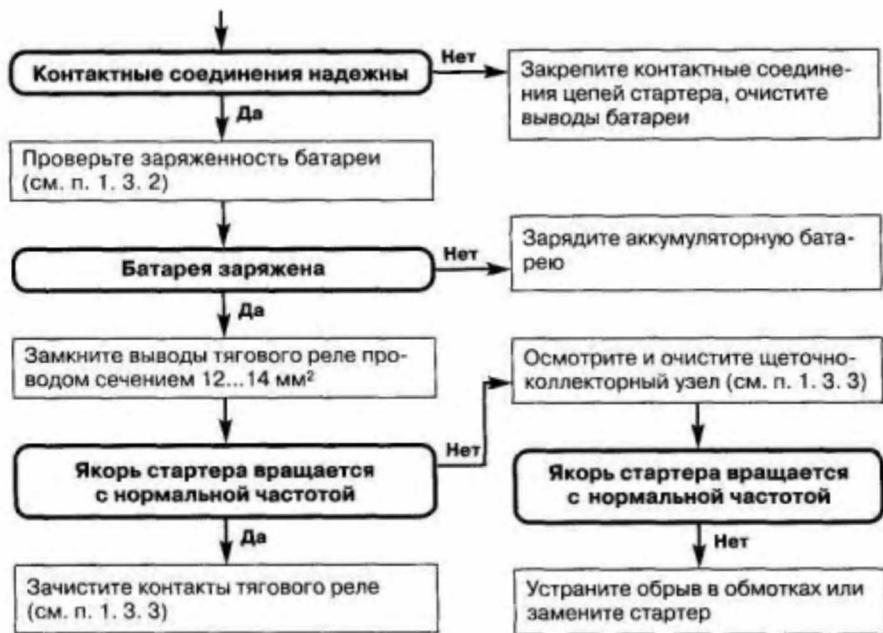 Контактные соединения надежны
Нет
Закрепите контактные соедине-
ния цепей стартера, очистите
выводы батареи
Да
Проверьте заряженность батареи
(см. п. 1. 3. 2)
Батарея заряжена
Нет
Зарядите аккумуляторную бата-
рею
Да
Замкните выводы тягового реле про-
водом сечением 12...14 мм²
Осмотрите и очистите щеточно-
коллекторный узел (см. п. 1. 3. 3)
Нет
Якорь стартера вращается
с нормальной частотой
Якорь стартера вращается
с нормальной частотой
Да
Нет
Зачистите контакты тягового реле
(см. п. 1. 3. 3)
Устраните обрыв в обмотках или
замените стартер